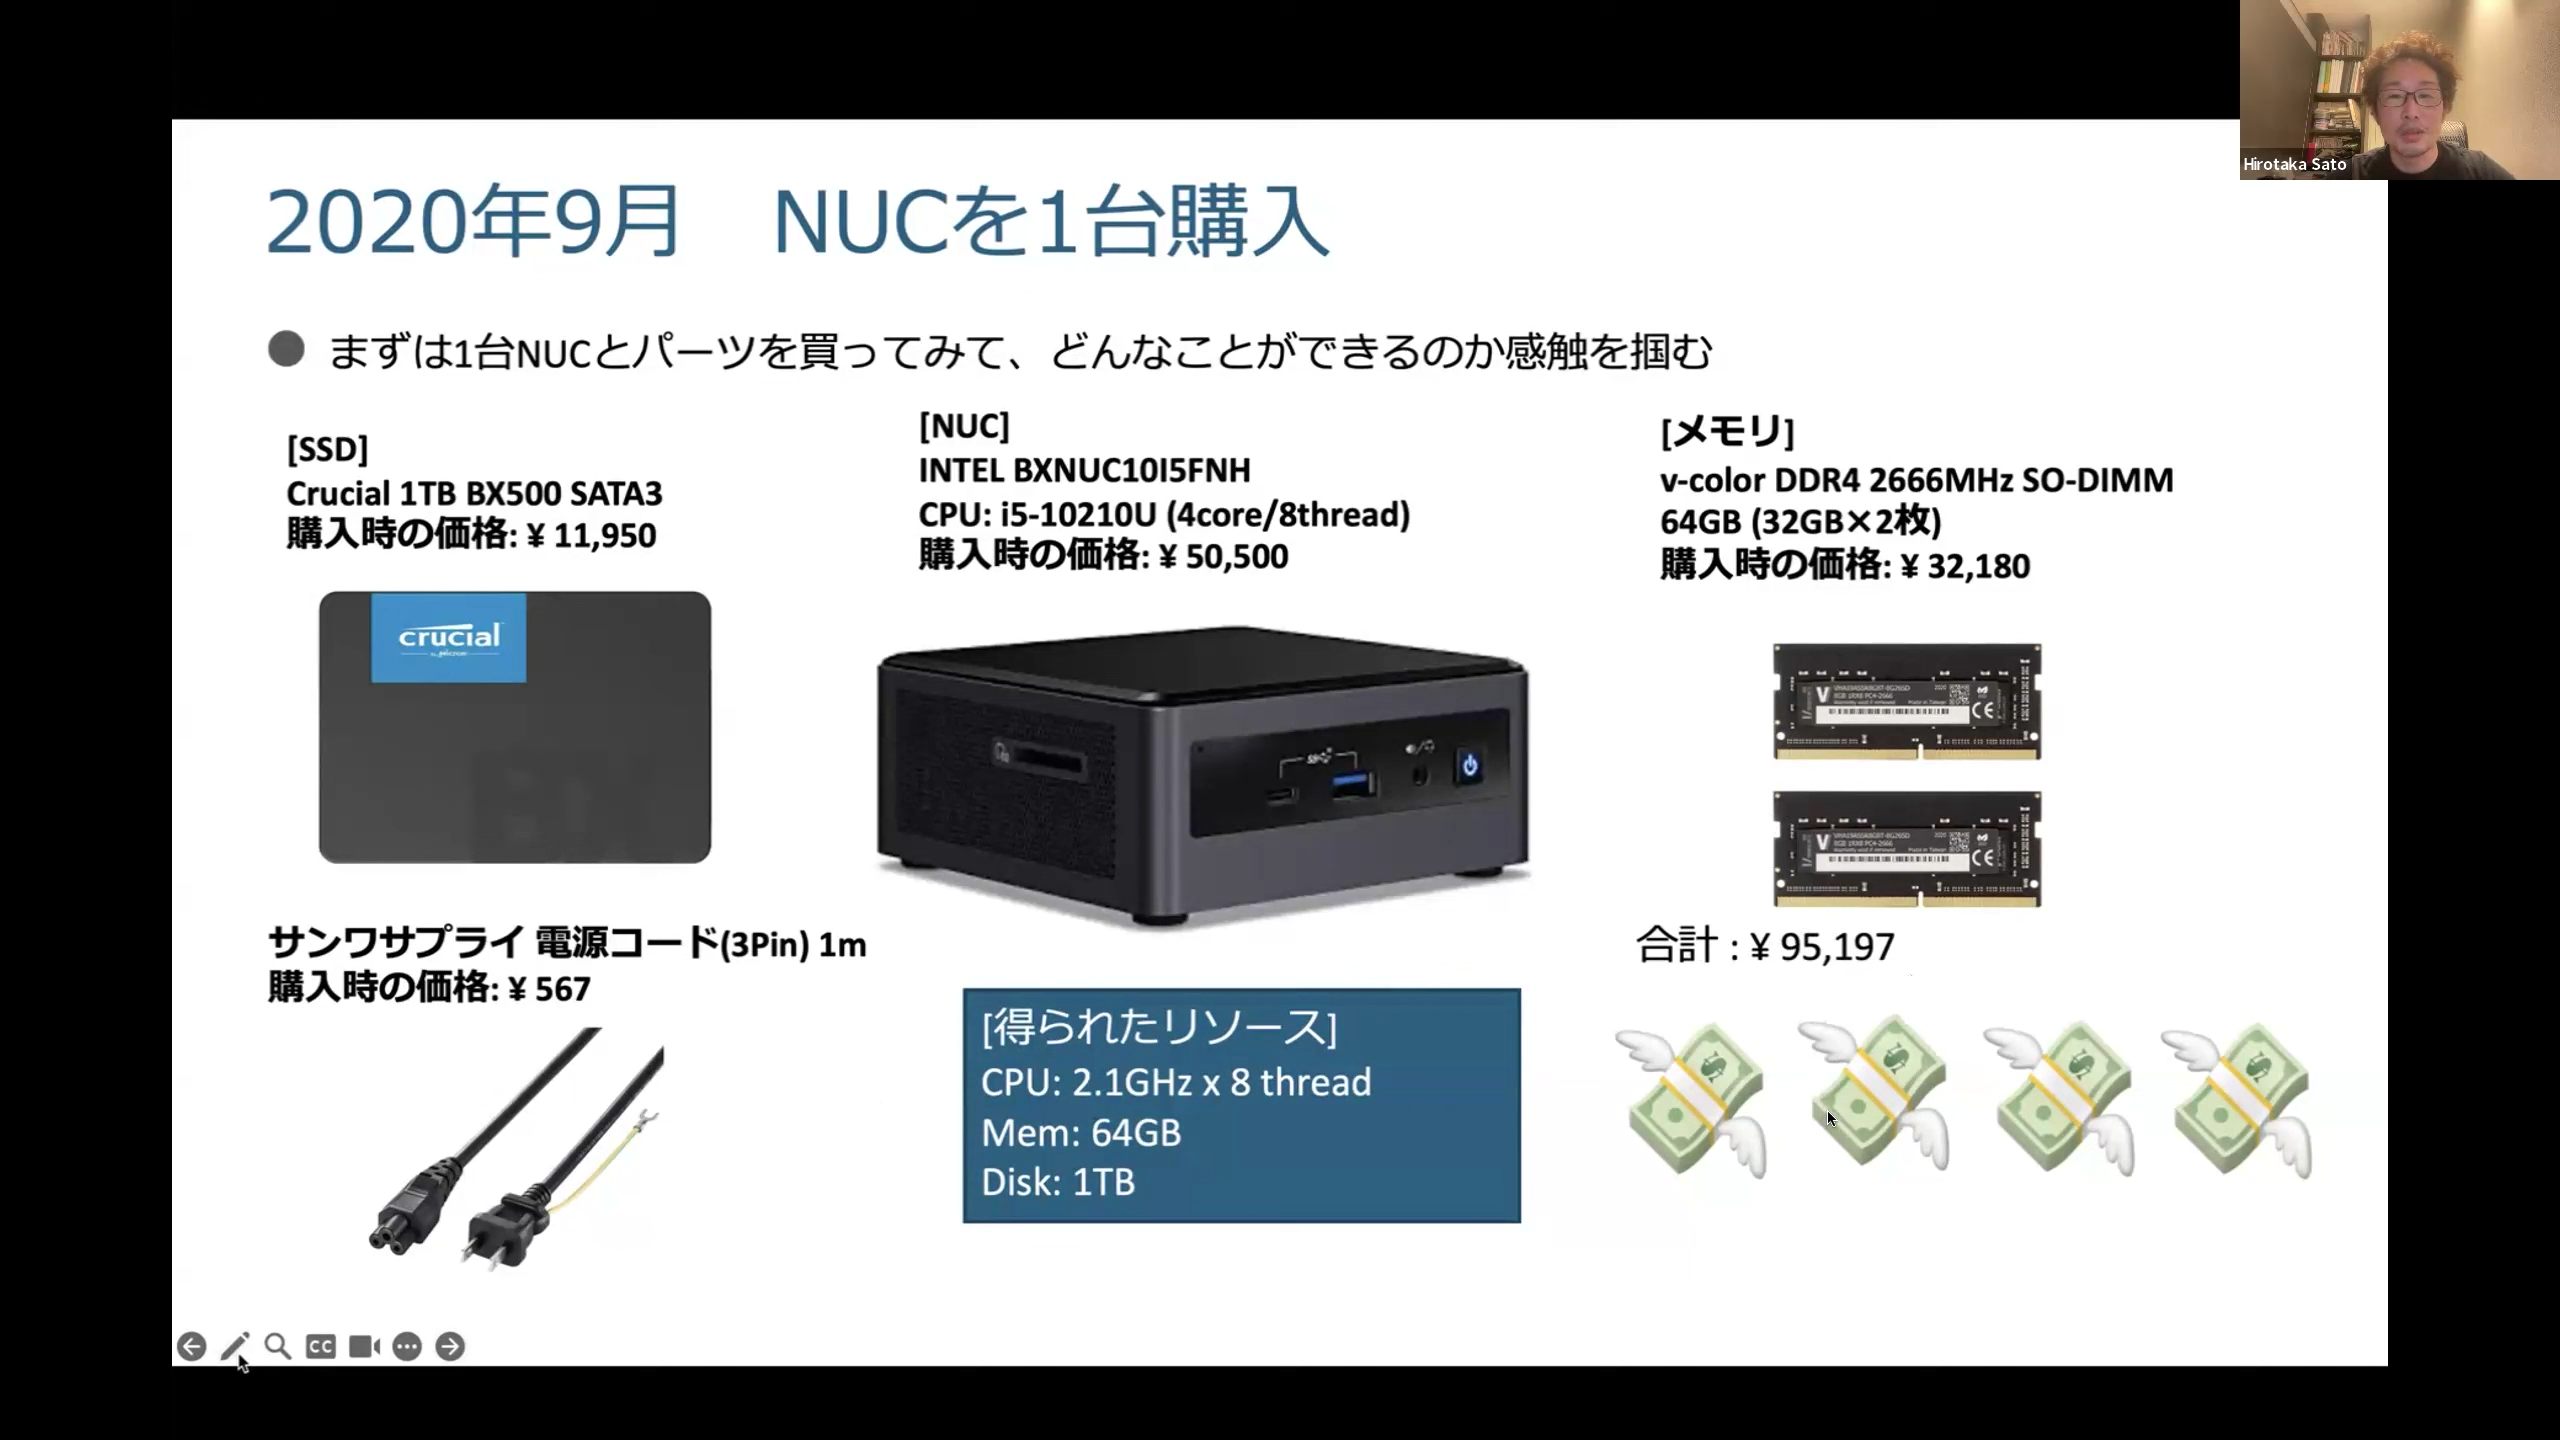 Hirotaka Sato
2020年9月　NUCを1台購入
まずは1台NUCとパーツを買ってみて、どんなことができるのか感触を掴む
[SSD]
Crucial 1TB BX500 SATA3
購入時の価格: ¥ 11,950
crucial
[NUC]
INTEL BXNUC10I5FNH
CPU: i5-10210U (4core/8thread)
購入時の価格: ¥ 50,500
[メモリ]
v-color DDR4 2666MHz SO-DIMM
64GB (32GB×2枚)
購入時の価格: ¥ 32,180
サンワサプライ 電源コード(3Pin) 1m
購入時の価格: ¥ 567
[得られたリソース]
CPU: 2.1GHz x 8 thread
Mem: 64GB
Disk: 1TB
合計 : ¥ 95,197
CC